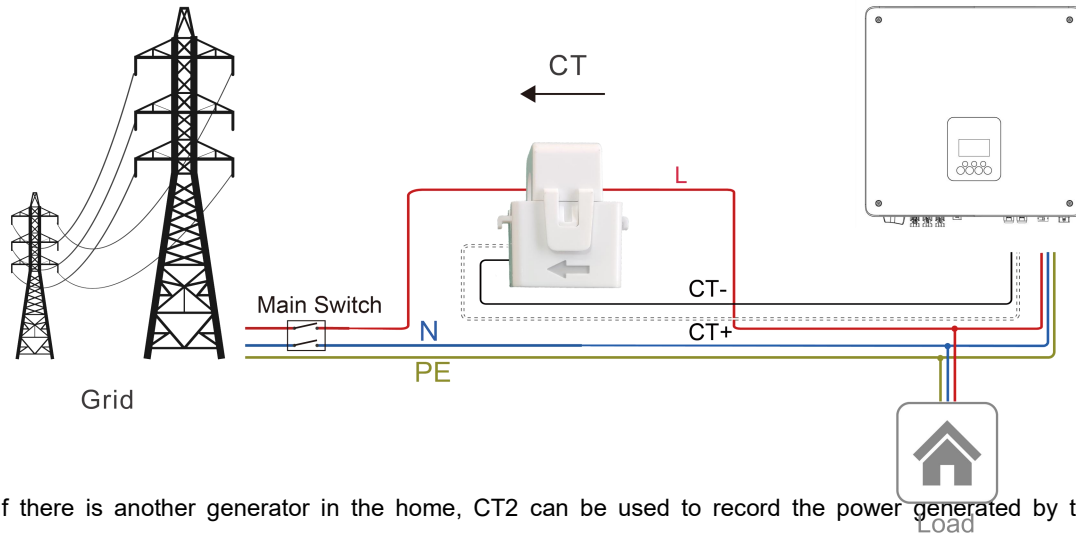 CT
L
CT-
Main Switch
N
CT+
PE
Grid
f there is another generator in the home, CT2 can be used to record the power generated by t
Load